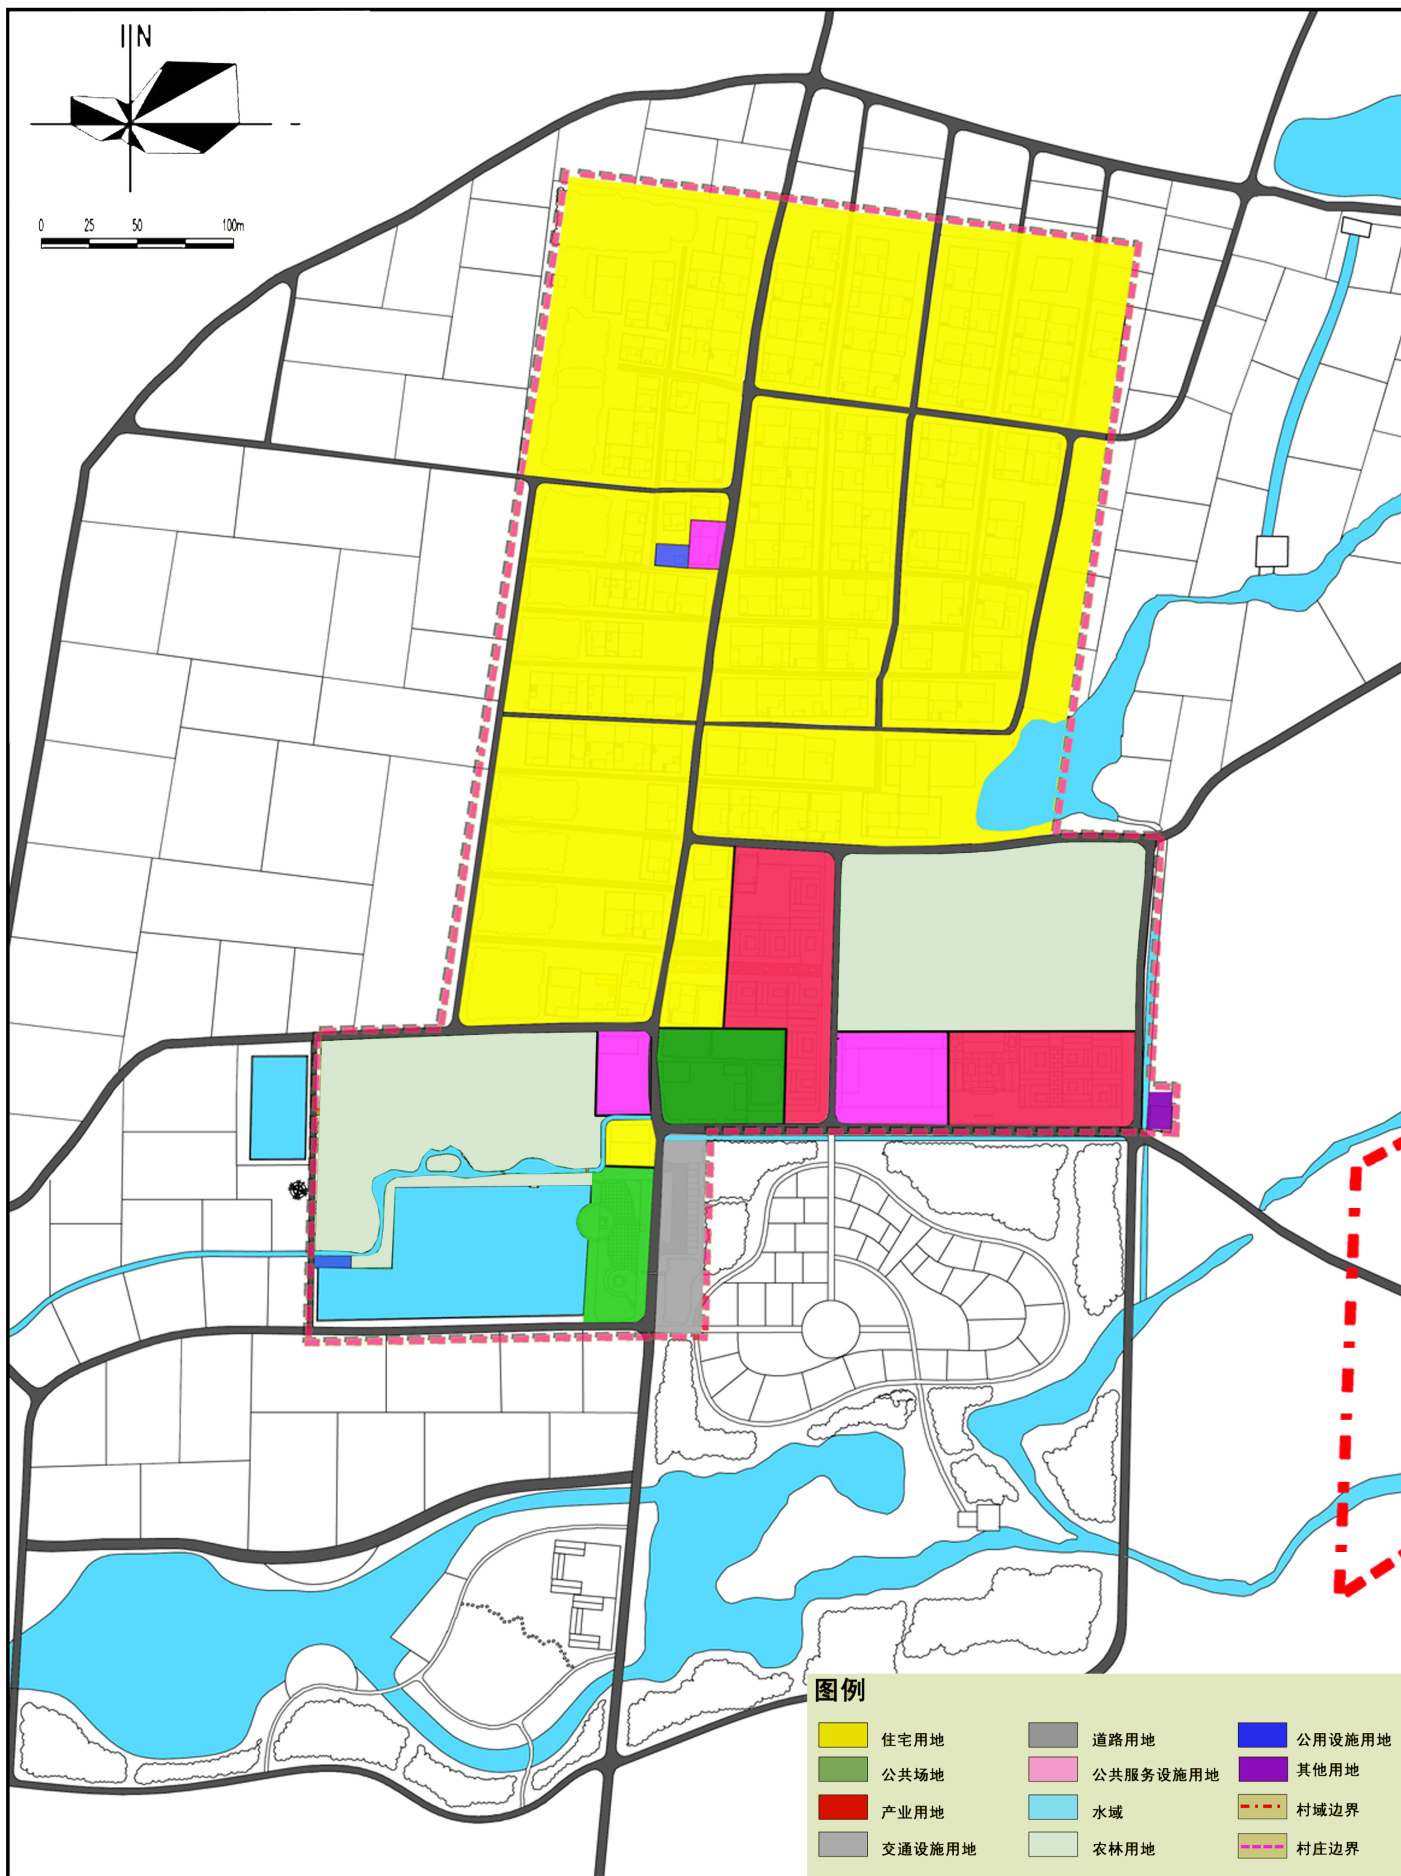 N
0 25 50 100m
图例
住宅用地 道路用地 公用设施用地
公共场地 公共服务设施用地 其他用地
产业用地 水域 村域边界
交通设施用地 农林用地 村庄边界